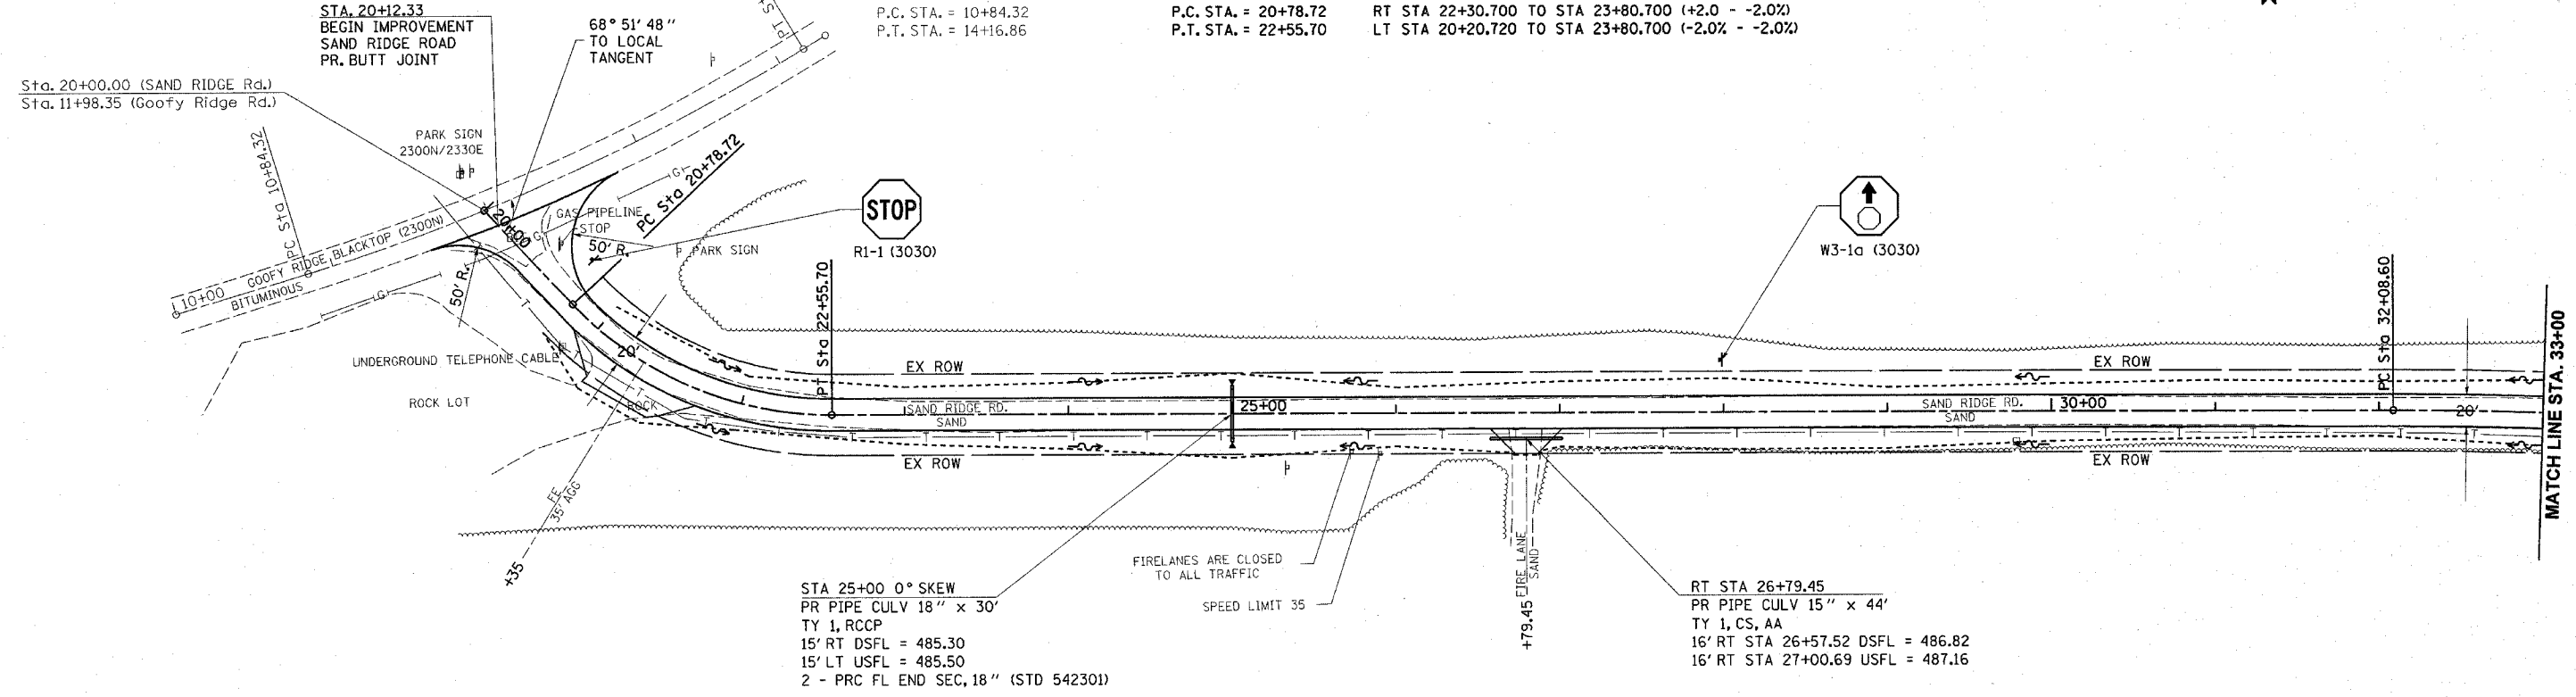 STA. 20+12.33
BEGIN IMPROVEMENT
SAND RIDGE ROAD
PR. BUTT JOINT
68° 51' 48"
TO LOCAL
TANGENT
P.C. STA. = 10+84.32
P.T. STA. = 14+16.86
P.C. STA. = 20+78.72
P.T. STA. = 22+55.70
RT STA 22+30.700 TO STA 23+80.700 (+2.0 - -2.0%)
LT STA 20+20.720 TO STA 23+80.700 (-2.0% - -2.0%)
PT S
Sta. 20+00.00 (SAND RIDGE Rd.)
Sta. 11+98.35 (Goofy Ridge Rd.)
PARK SIGN
2300N/2330E
PC Sta 10+84.32
GOOFY RIDGE BLACKTOP (2300N)
10+00
BITUMINOUS
G
G
G
20+00
GAS PIPELINE
STOP
PC Sta 20+78.72
50' R.
50' R.
PARK SIGN
STOP
R1-1 (3030)
W3-1a (3030)
PT Sta 22+55.70
PC Sta 32+08.60
MATCH LINE STA. 33+00
UNDERGROUND TELEPHONE CABLE
20'
ROCK LOT
ROCK
EX ROW
EX ROW
SAND RIDGE RD.
SAND
25+00
SAND RIDGE RD.
SAND
30+00
20'
EX ROW
EX ROW
FE
35' AGG
+35
FIRELANES ARE CLOSED
TO ALL TRAFFIC
SPEED LIMIT 35
FIRE LANE
SAND
+79.45
STA 25+00 0° SKEW
PR PIPE CULV 18" x 30'
TY 1, RCCP
15' RT DSFL = 485.30
15' LT USFL = 485.50
2 - PRC FL END SEC, 18" (STD 542301)
RT STA 26+79.45
PR PIPE CULV 15" x 44'
TY 1, CS, AA
16' RT STA 26+57.52 DSFL = 486.82
16' RT STA 27+00.69 USFL = 487.16